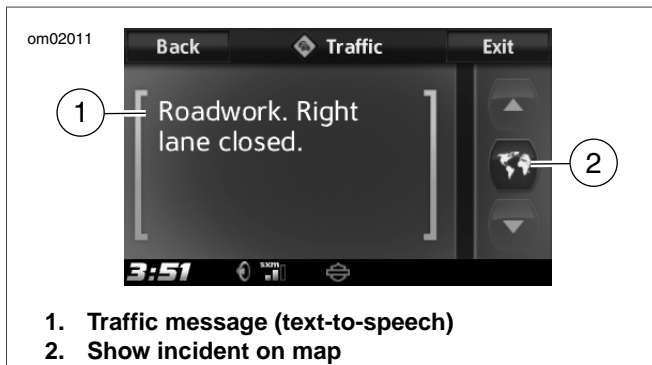 om02011
Back Traffic Exit
1
Roadwork. Right
lane closed.
2
3:51 sxm
1. Traffic message (text-to-speech)
2. Show incident on map